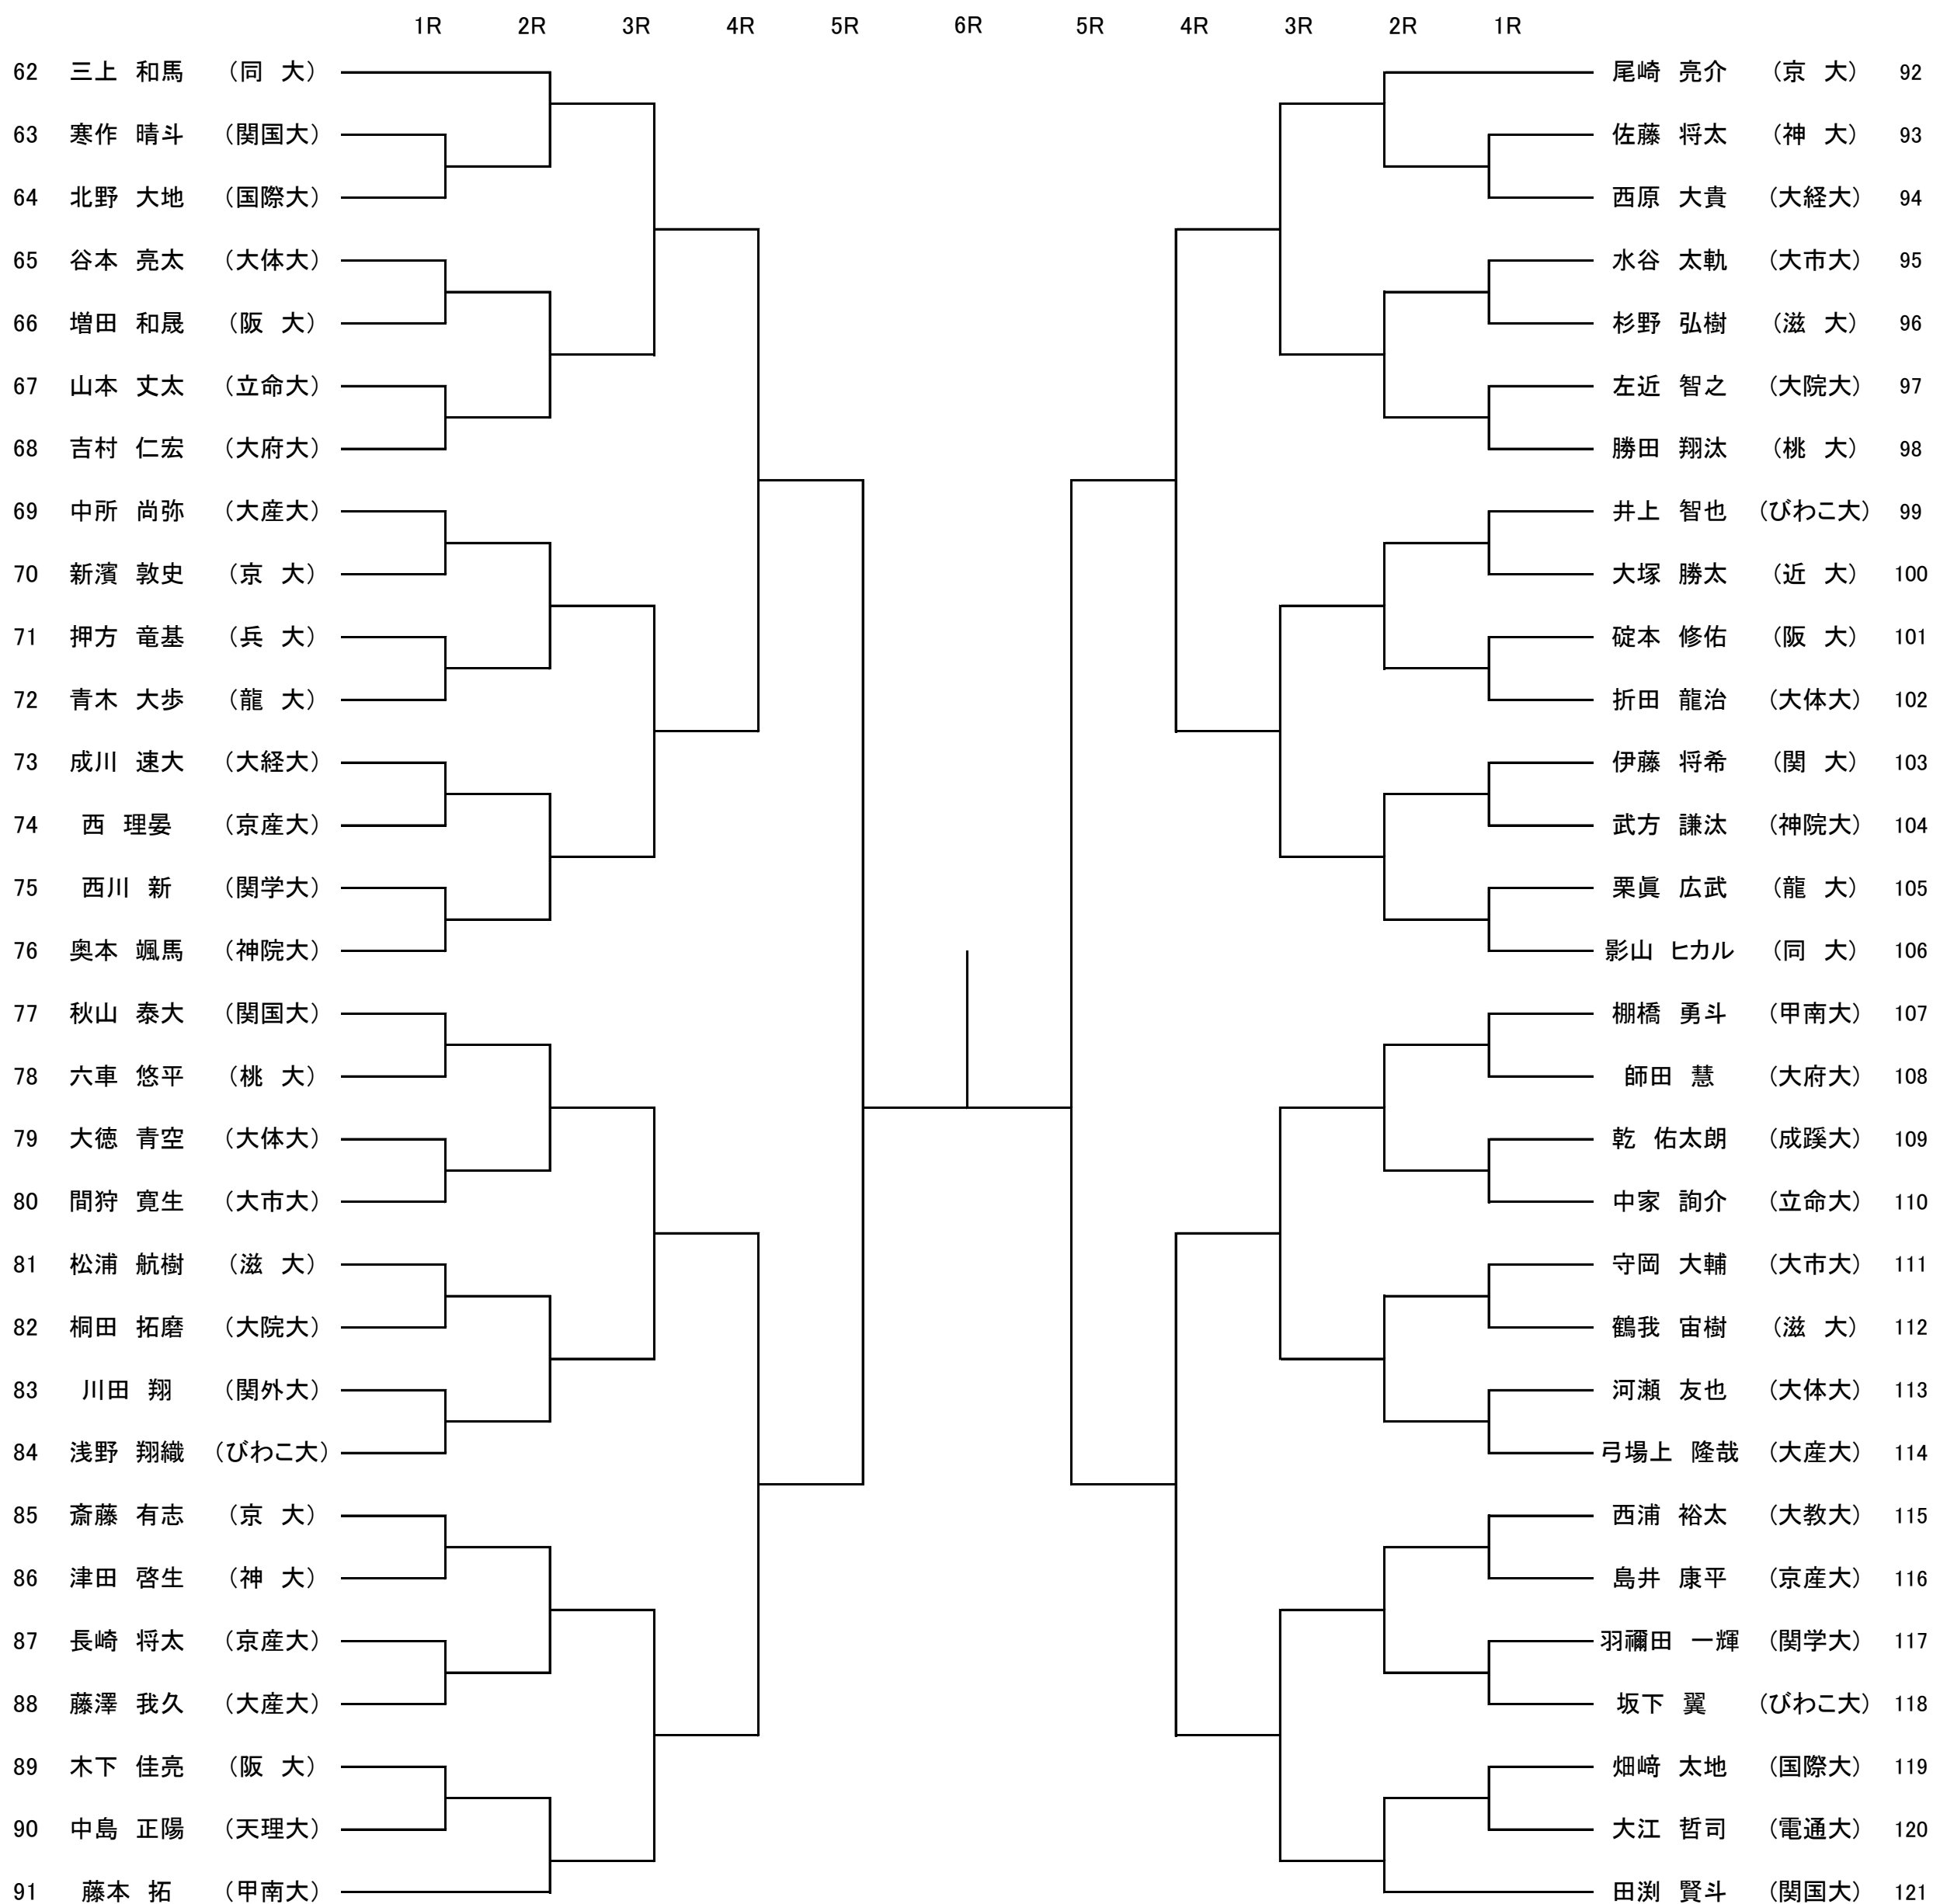 1R 2R 3R 4R 5R 6R 5R 4R 3R 2R 1R
62 三上 和馬 （同 大） 尾崎 亮介 （京 大） 92
63 寒作 晴斗 （関国大） 佐藤 将太 （神 大） 93
64 北野 大地 （国際大） 西原 大貴 （大経大） 94
65 谷本 亮太 （大体大） 水谷 太軌 （大市大） 95
66 増田 和晟 （阪 大） 杉野 弘樹 （滋 大） 96
67 山本 丈太 （立命大） 左近 智之 （大院大） 97
68 吉村 仁宏 （大府大） 勝田 翔汰 （桃 大） 98
69 中所 尚弥 （大産大） 井上 智也 （びわこ大） 99
70 新濱 敦史 （京 大） 大塚 勝太 （近 大） 100
71 押方 竜基 （兵 大） 碇本 修佑 （阪 大） 101
72 青木 大歩 （龍 大） 折田 龍治 （大体大） 102
73 成川 速大 （大経大） 伊藤 将希 （関 大） 103
74 西 理晏 （京産大） 武方 謙汰 （神院大） 104
75 西川 新 （関学大） 栗眞 広武 （龍 大） 105
76 奥本 颯馬 （神院大） 影山 ヒカル （同 大） 106
77 秋山 泰大 （関国大） 棚橋 勇斗 （甲南大） 107
78 六車 悠平 （桃 大） 師田 慧 （大府大） 108
79 大徳 青空 （大体大） 乾 佑太朗 （成蹊大） 109
80 間狩 寛生 （大市大） 中家 詢介 （立命大） 110
81 松浦 航樹 （滋 大） 守岡 大輔 （大市大） 111
82 桐田 拓磨 （大院大） 鶴我 宙樹 （滋 大） 112
83 川田 翔 （関外大） 河瀬 友也 （大体大） 113
84 浅野 翔織 （びわこ大） 弓場上 隆哉 （大産大） 114
85 斎藤 有志 （京 大） 西浦 裕太 （大教大） 115
86 津田 啓生 （神 大） 島井 康平 （京産大） 116
87 長崎 将太 （京産大） 羽禰田 一輝 （関学大） 117
88 藤澤 我久 （大産大） 坂下 翼 （びわこ大） 118
89 木下 佳亮 （阪 大） 畑﨑 太地 （国際大） 119
90 中島 正陽 （天理大） 大江 哲司 （電通大） 120
91 藤本 拓 （甲南大） 田渕 賢斗 （関国大） 121